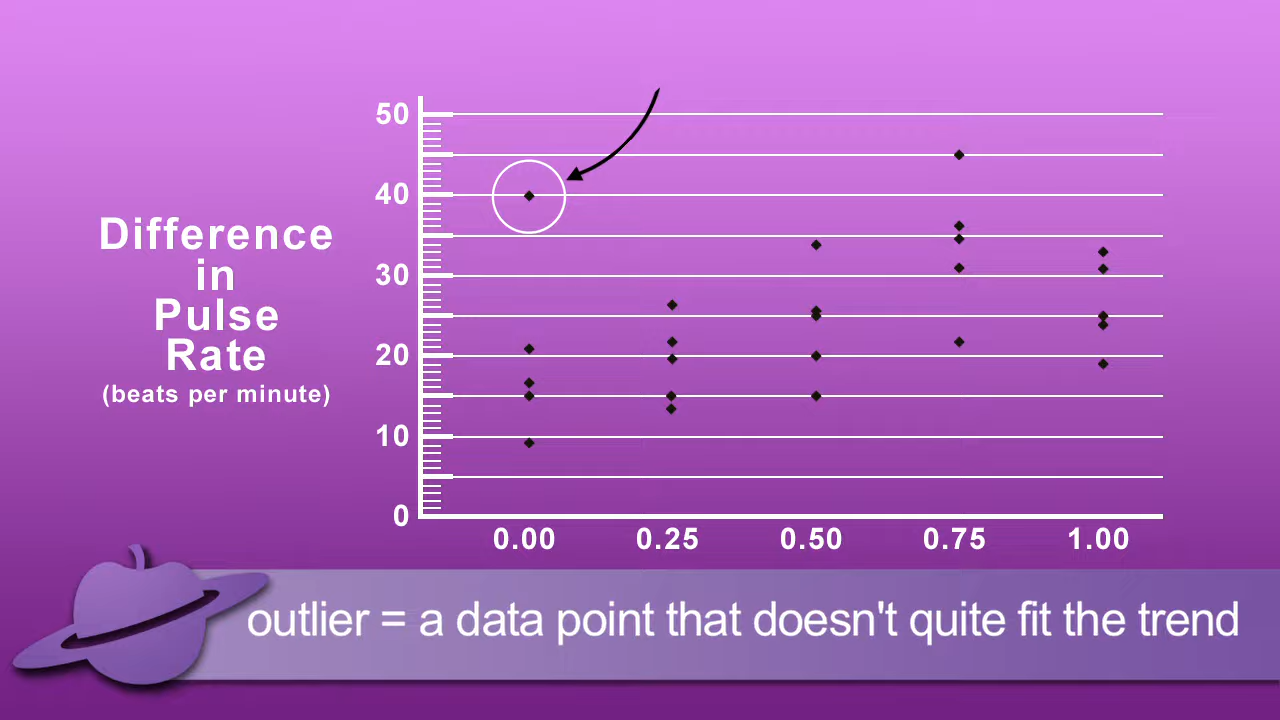 50
40
30
20
10
0
Difference
in
Pulse
Rate
(beats per minute)
0.00 0.25 0.50 0.75 1.00
outlier = a data point that doesn't quite fit the trend